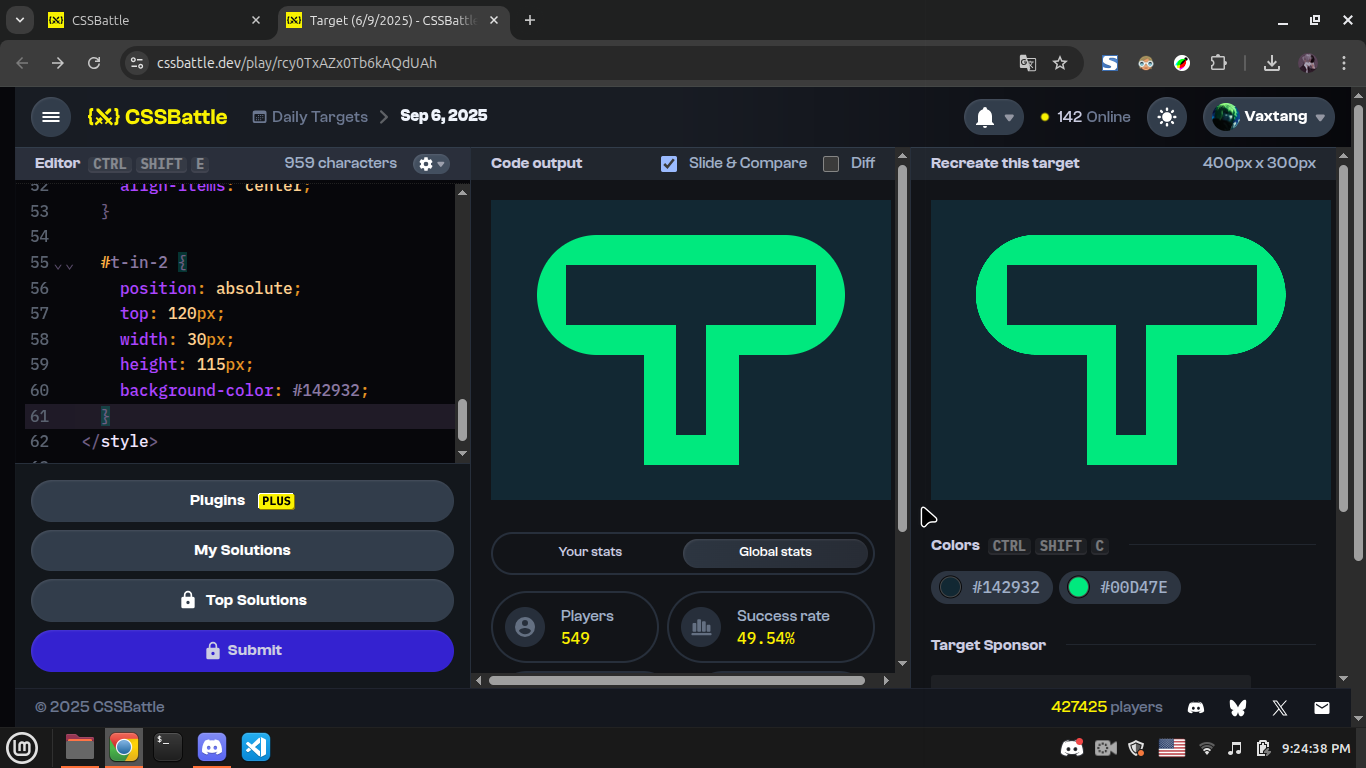 CSSBattle
Target (6/9/2025) - CSSBattle
cssbattle.dev/play/rcy0TxAZx0Tb6kAQdUAh
CSSBattle
Daily Targets
Sep 6, 2025
142 Online
Vaxtang
Editor CTRL SHIFT E
959 characters
52 align-items: center;
53 }
54
55 #t-in-2 {
56 position: absolute;
57 top: 120px;
58 width: 30px;
59 height: 115px;
60 background-color: #142932;
61 }
62 </style>
Plugins PLUS
My Solutions
Top Solutions
Submit
Code output
Slide & Compare
Diff
Your stats
Global stats
Players
549
Success rate
49.54%
Recreate this target
400px x 300px
Colors CTRL SHIFT C
#142932
#00D47E
Target Sponsor
© 2025 CSSBattle
427425 players
9:24:38 PM